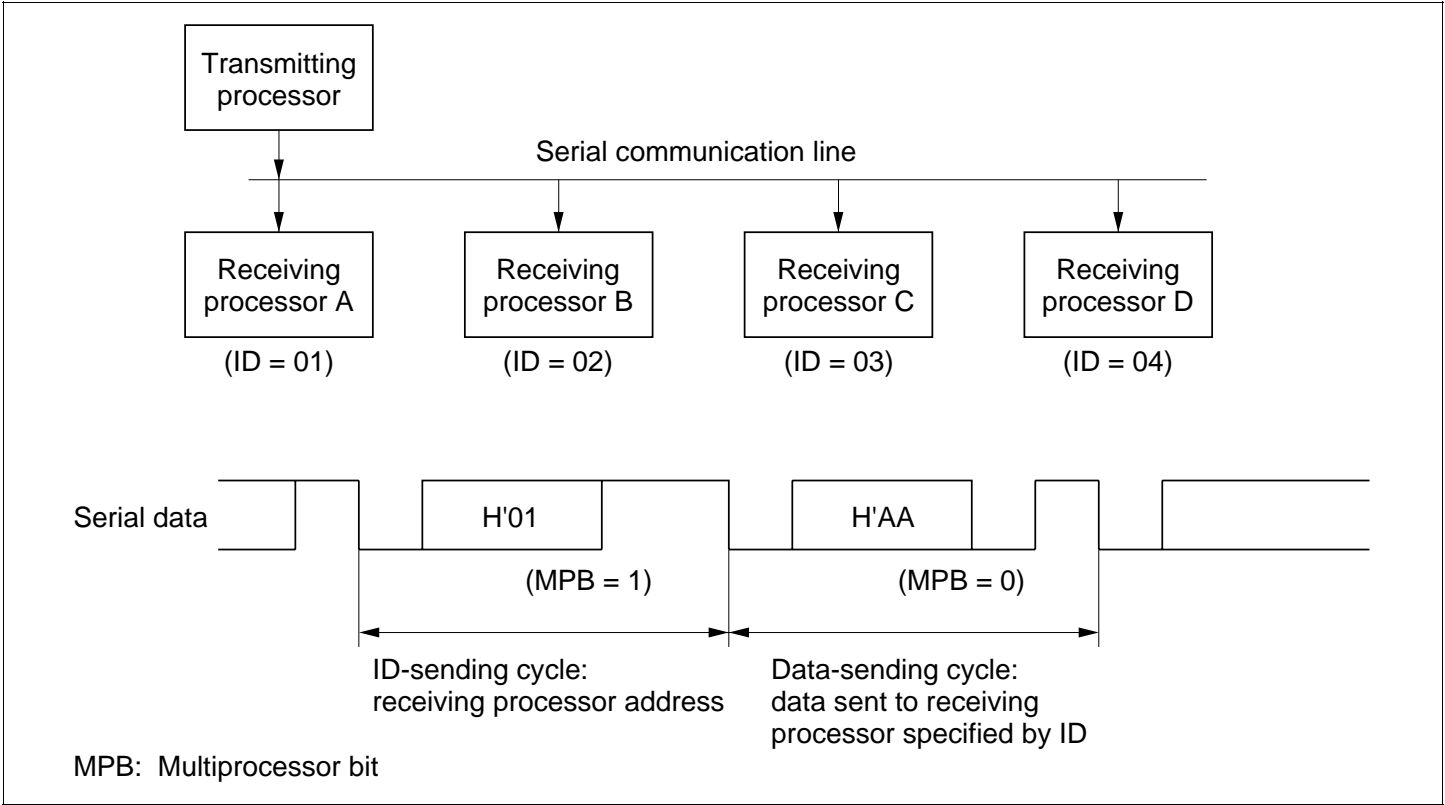 Transmitting
processor
Serial communication line
Receiving
processor A
Receiving
processor B
Receiving
processor C
Receiving
processor D
(ID = 01)
(ID = 02)
(ID = 03)
(ID = 04)
Serial data
H'01
H'AA
(MPB = 1)
(MPB = 0)
ID-sending cycle:
receiving processor address
Data-sending cycle:
data sent to receiving
processor specified by ID
MPB: Multiprocessor bit